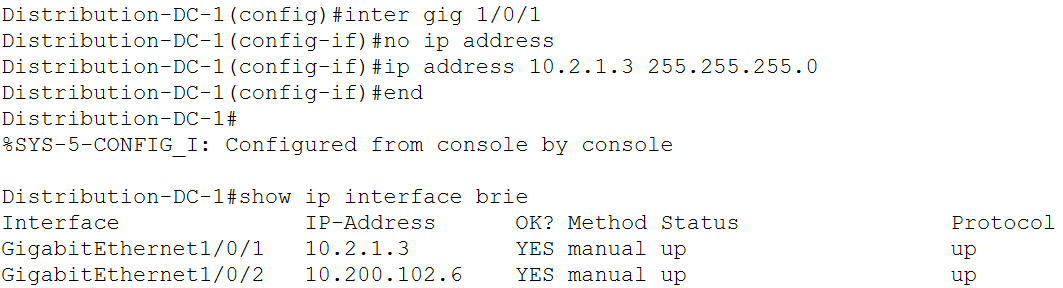 Distribution-DC-1(config)#inter gig 1/0/1
Distribution-DC-1(config-if)#no ip address
Distribution-DC-1(config-if)#ip address 10.2.1.3 255.255.255.0
Distribution-DC-1(config-if)#end
Distribution-DC-1#
%SYS-5-CONFIG_I: Configured from console by console

Distribution-DC-1#show ip interface brie
Interface              IP-Address      OK? Method Status                Protocol
GigabitEthernet1/0/1   10.2.1.3        YES manual up                    up
GigabitEthernet1/0/2   10.200.102.6    YES manual up                    up